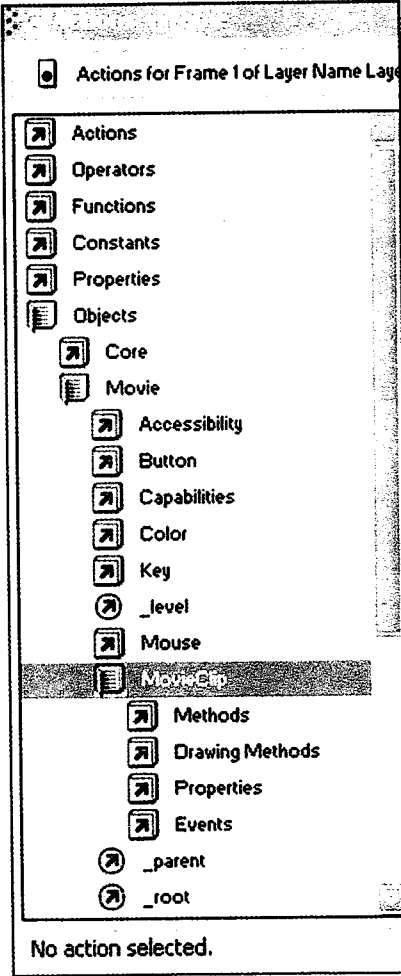 Actions for Frame 1 of Layer Name Laye
Actions
Operators
Functions
Constants
Properties
Objects
Core
Movie
Accessibility
Button
Capabilities
Color
Key
_level
Mouse
MovieClip
Methods
Drawing Methods
Properties
Events
_parent
_root
No action selected.